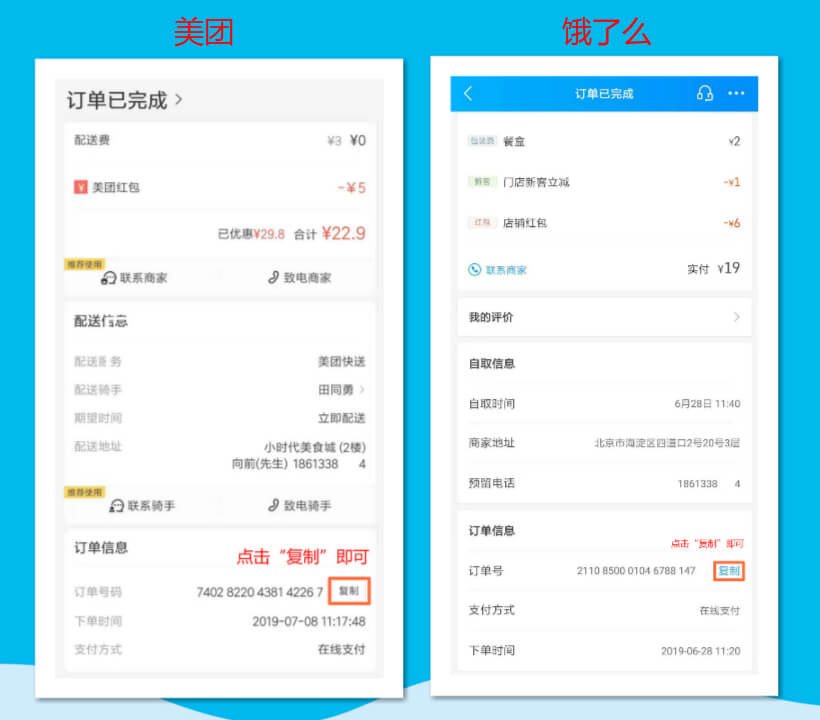 美团
订单已完成 >
配送费 ¥3 ¥0
¥ 美团红包 -¥5
已优惠¥29.8 合计 ¥22.9
推荐使用
联系商家 致电商家
配送信息
配送服务 美团快送
配送骑手 田同勇 >
期望时间 立即配送
配送地址 小时代美食城 (2楼)
向前(先生) 1861338 4
推荐使用
联系骑手 致电骑手
订单信息
点击“复制”即可
订单号码 7402 8220 4381 4226 7 复制
下单时间 2019-07-08 11:17:48
支付方式 在线支付
饿了么
订单已完成
包装费 餐盒 ¥2
新客 门店新客立减 -¥1
红包 店销红包 -¥6
联系商家 实付 ¥19
我的评价
自取信息
自取时间 6月28日 11:40
商家地址 北京市海淀区四道口2号20号3层
预留电话 1861338 4
订单信息
点击“复制”即可
订单号 2110 8500 0104 6788 147 复制
支付方式 在线支付
下单时间 2019-06-28 11:20